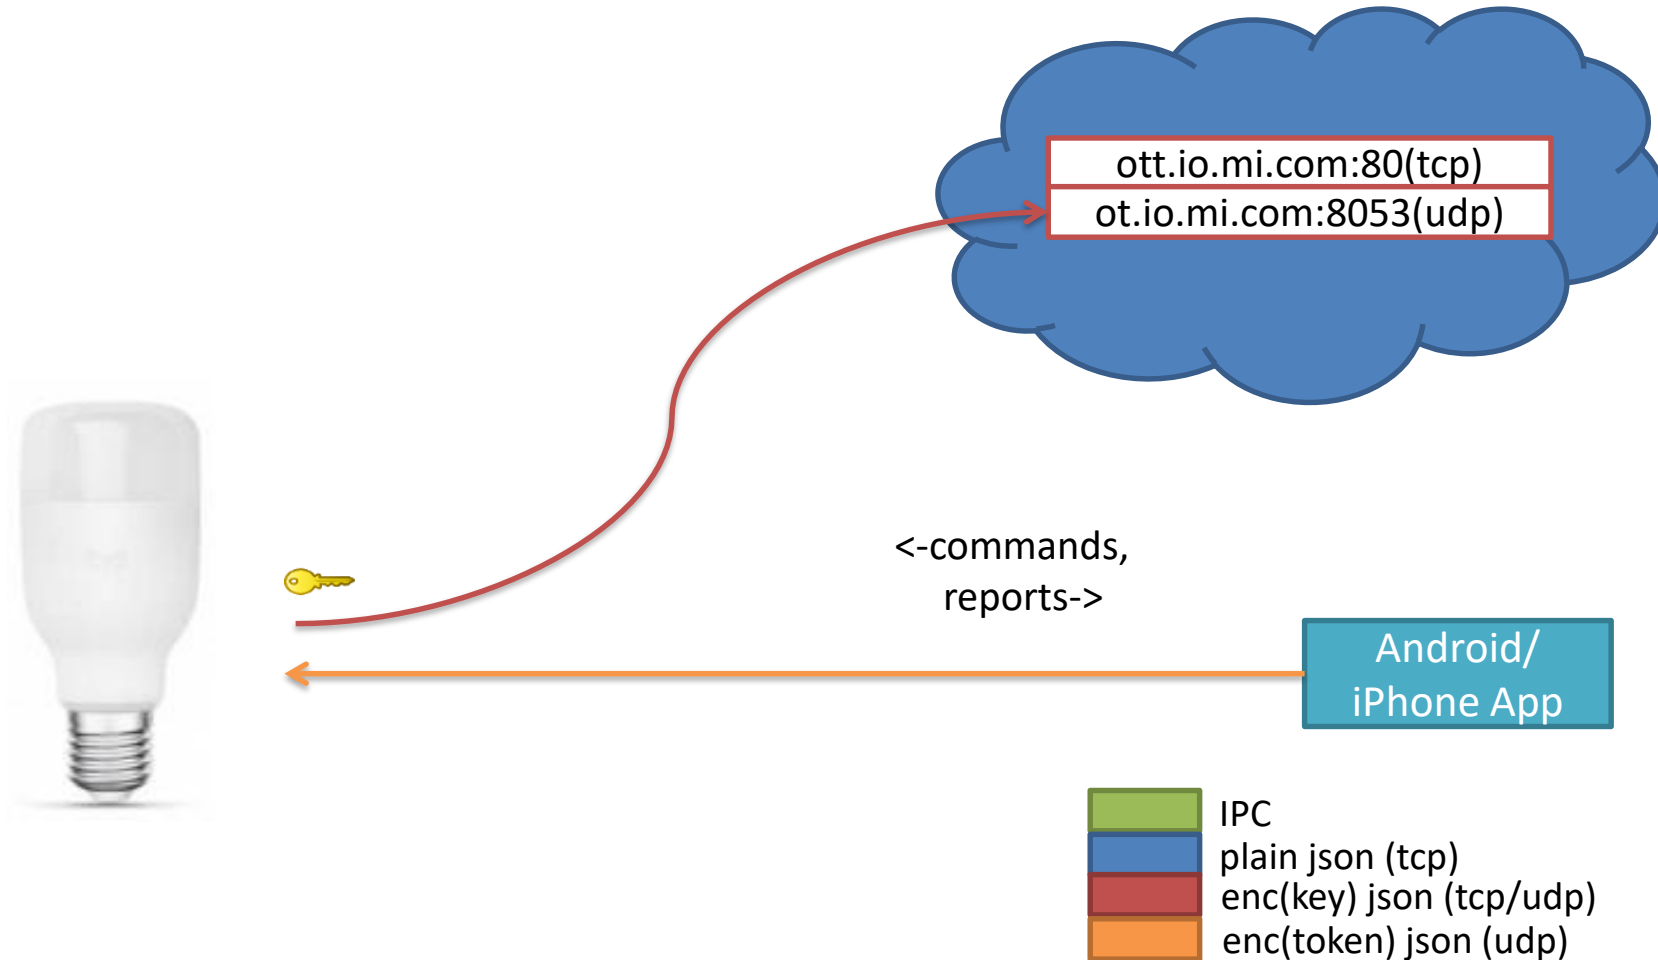 ott.io.mi.com:80(tcp)
ot.io.mi.com:8053(udp)
<-commands,
reports->
Android/
iPhone App
IPC
plain json (tcp)
enc(key) json (tcp/udp)
enc(token) json (udp)